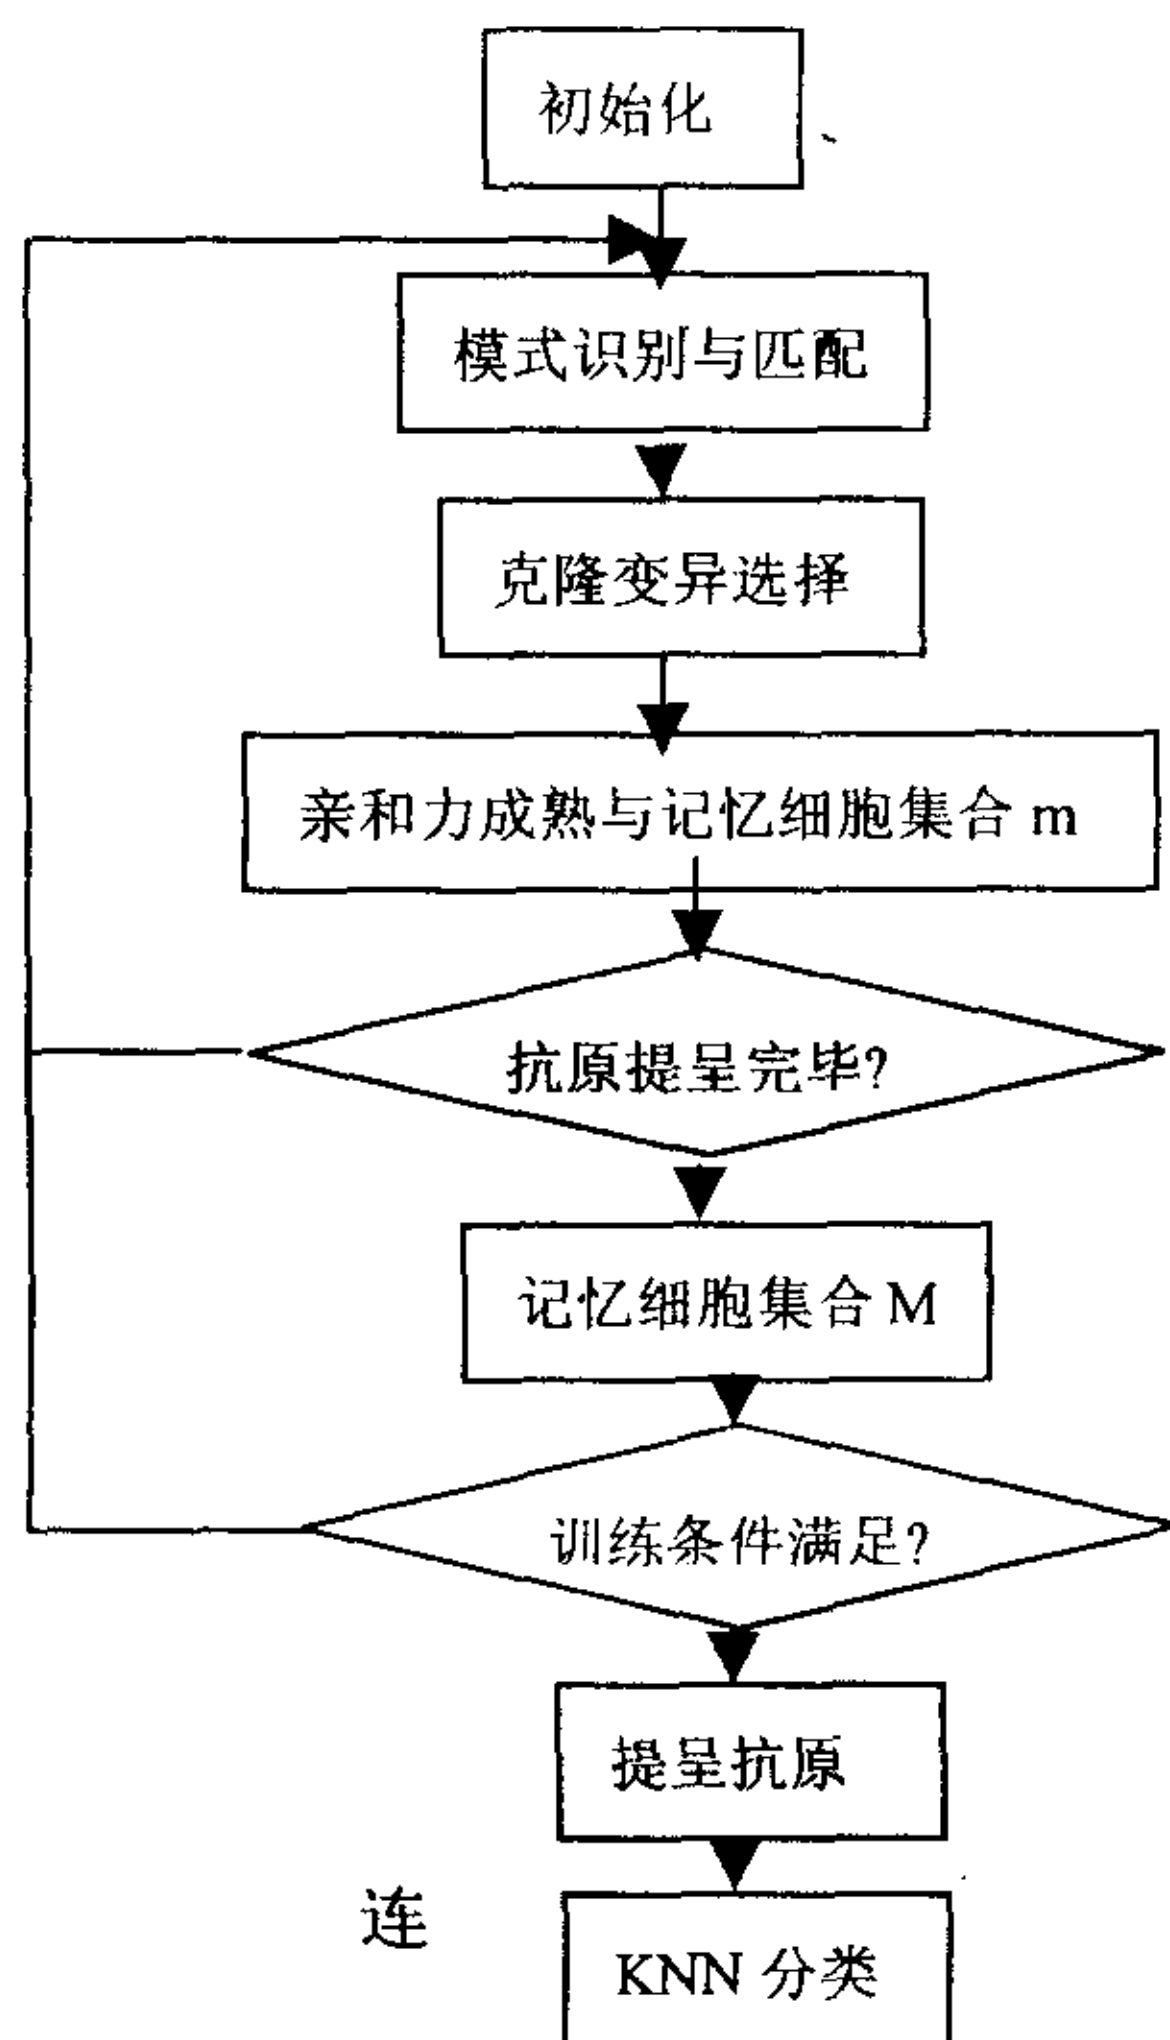 初始化
模式识别与匹配
克隆变异选择
亲和力成熟与记忆细胞集合 m
抗原提呈完毕?
记忆细胞集合 M
训练条件满足?
提呈抗原
连
KNN 分类